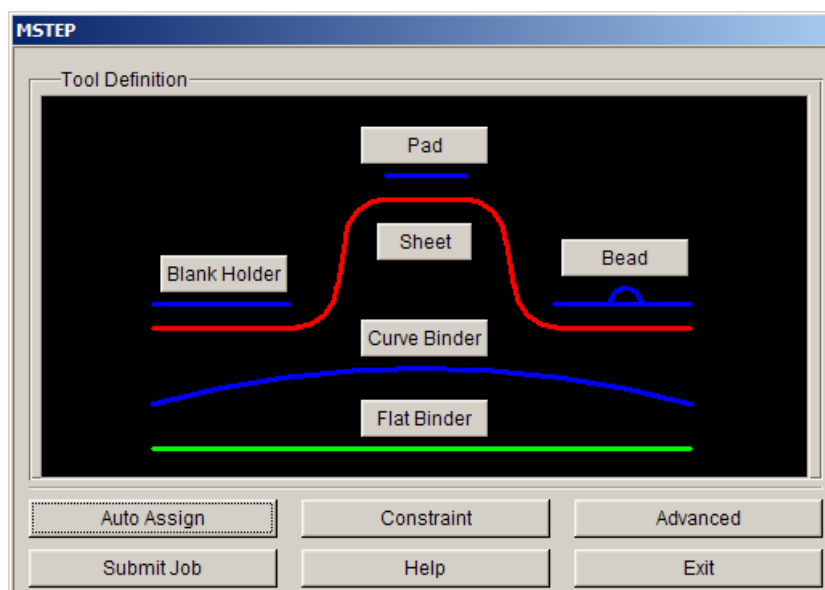 MSTEP
Tool Definition
Pad
Sheet
Blank Holder
Bead
Curve Binder
Flat Binder
Auto Assign
Constraint
Advanced
Submit Job
Help
Exit